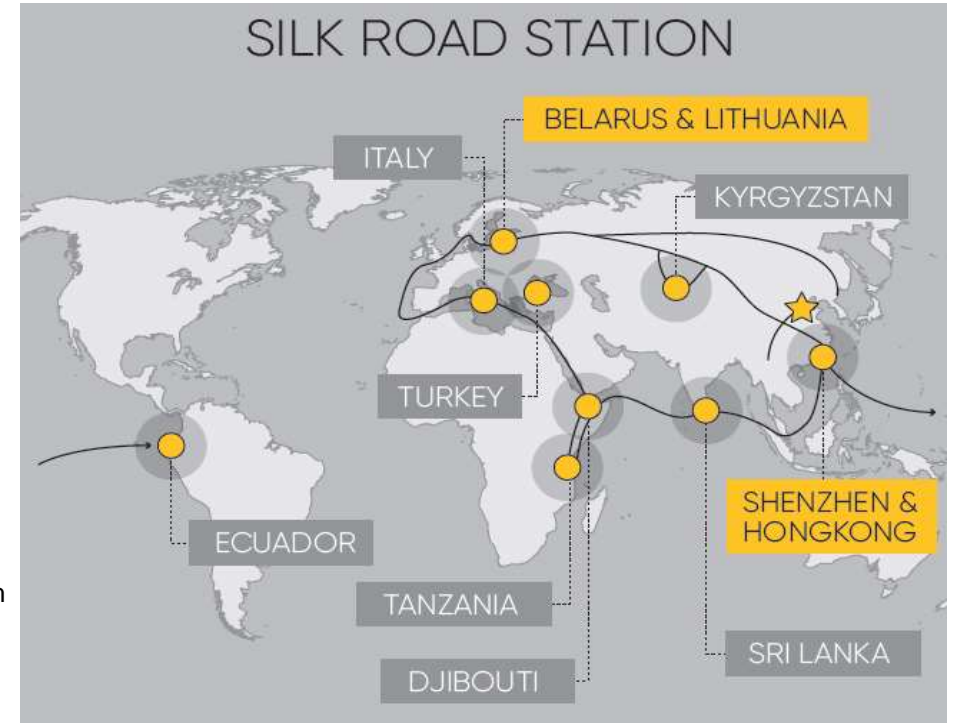 SILK ROAD STATION
BELARUS & LITHUANIA
ITALY
KYRGYZSTAN
TURKEY
SHENZHEN &
HONGKONG
ECUADOR
TANZANIA
SRI LANKA
DJIBOUTI